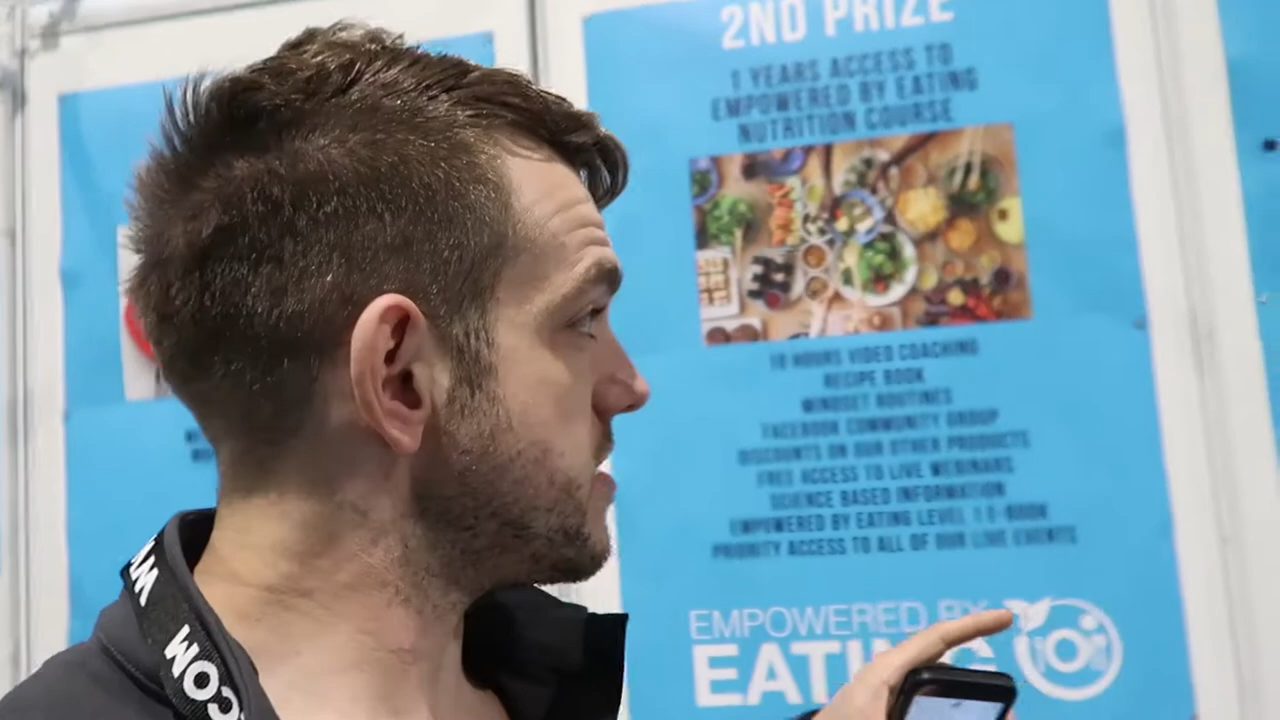 2ND PRIZE
1 YEARS ACCESS TO
EMPOWERED BY EATING
NUTRITION COURSE
10 HOURS VIDEO COACHING
RECIPE BOOK
MINDSET ROUTINES
FACEBOOK COMMUNITY GROUP
DISCOUNTS ON OUR OTHER PRODUCTS
FREE ACCESS TO LIVE WEBINARS
SCIENCE BASED INFORMATION
EMPOWERED BY EATING LEVEL 1 E-BOOK
PRIORITY ACCESS TO ALL OF OUR LIVE EVENTS
EMPOWERED BY
EATING
WW
.COM